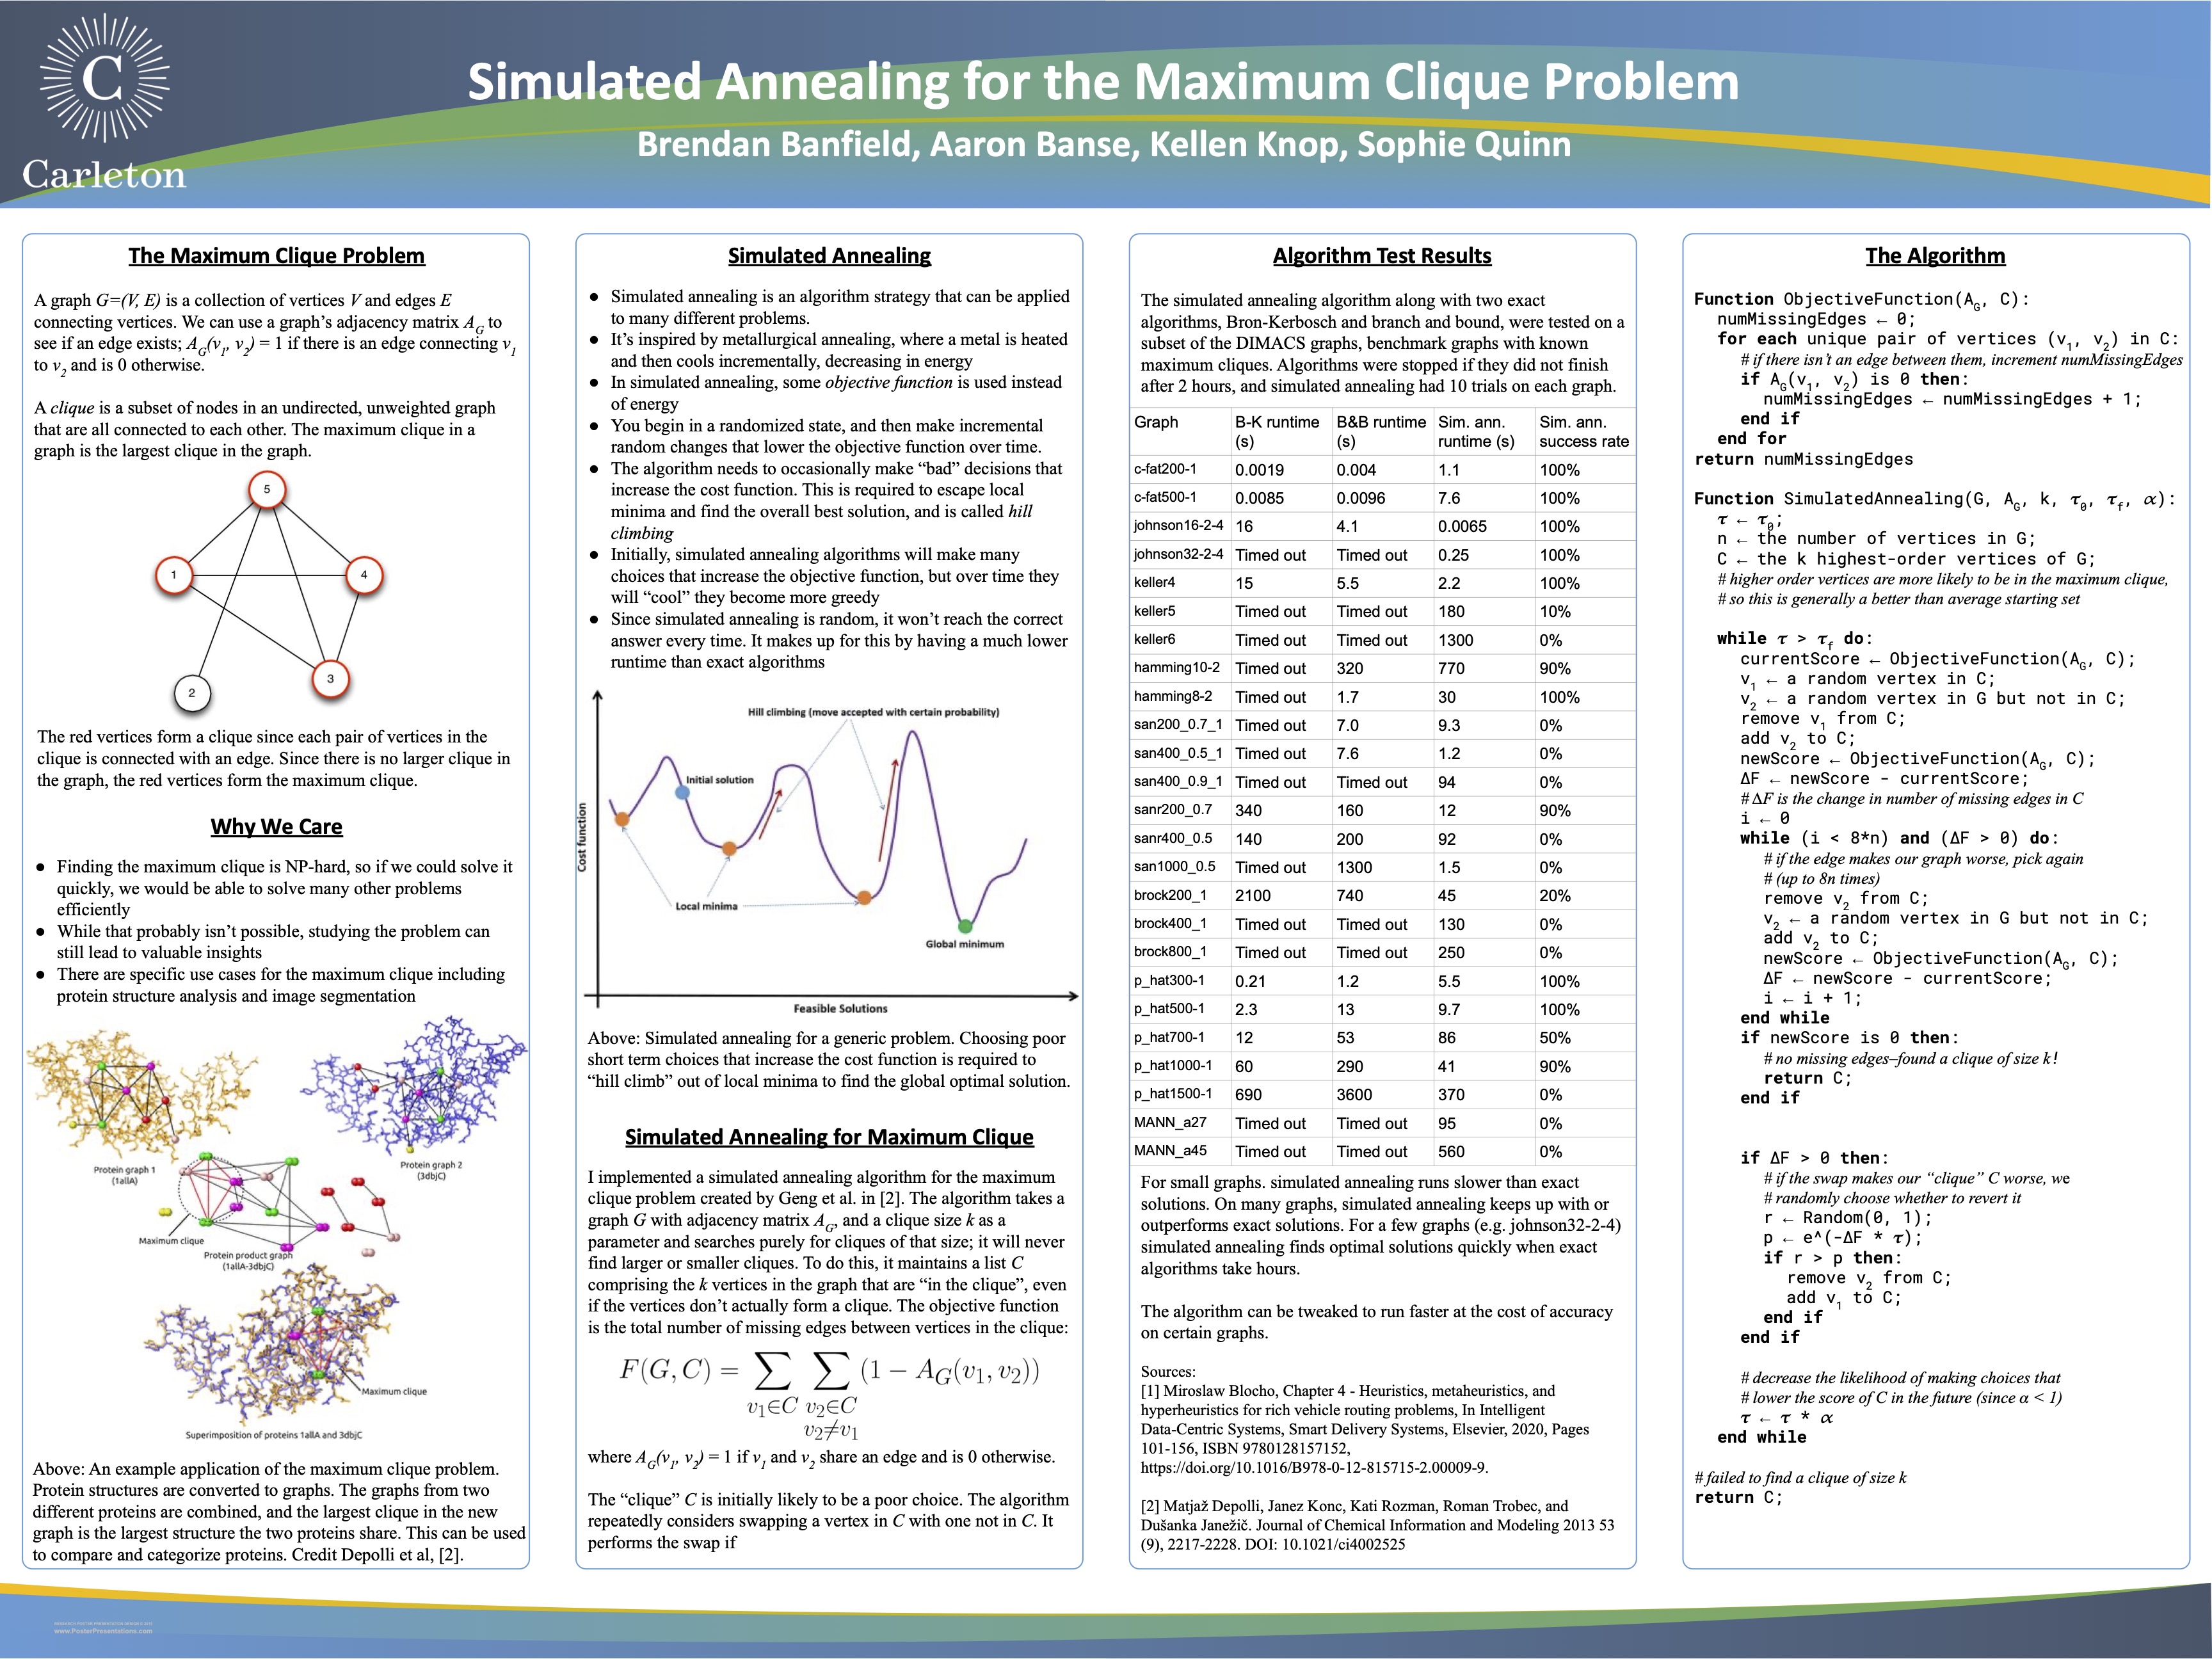 C
Carleton
Simulated Annealing for the Maximum Clique Problem
Brendan Banfield, Aaron Banse, Kellen Knop, Sophie Quinn
The Maximum Clique Problem
A graph G=(V, E) is a collection of vertices V and edges E
connecting vertices. We can use a graph's adjacency matrix A_G to
see if an edge exists; A_G(v_1, v_2) = 1 if there is an edge connecting v_1
to v_2 and is 0 otherwise.
A clique is a subset of nodes in an undirected, unweighted graph
that are all connected to each other. The maximum clique in a
graph is the largest clique in the graph.
5
1
4
3
2
The red vertices form a clique since each pair of vertices in the
clique is connected with an edge. Since there is no larger clique in
the graph, the red vertices form the maximum clique.
Why We Care
● Finding the maximum clique is NP-hard, so if we could solve it
quickly, we would be able to solve many other problems
efficiently
● While that probably isn't possible, studying the problem can
still lead to valuable insights
● There are specific use cases for the maximum clique including
protein structure analysis and image segmentation
Protein graph 1
(1allA)
Protein graph 2
(3dbjC)
Maximum clique
Protein product graph
(1allA-3dbjC)
Maximum clique
Superimposition of proteins 1allA and 3dbjC
Above: An example application of the maximum clique problem.
Protein structures are converted to graphs. The graphs from two
different proteins are combined, and the largest clique in the new
graph is the largest structure the two proteins share. This can be used
to compare and categorize proteins. Credit Depolli et al, [2].
Simulated Annealing
● Simulated annealing is an algorithm strategy that can be applied
to many different problems.
● It's inspired by metallurgical annealing, where a metal is heated
and then cools incrementally, decreasing in energy
● In simulated annealing, some objective function is used instead
of energy
● You begin in a randomized state, and then make incremental
random changes that lower the objective function over time.
● The algorithm needs to occasionally make “bad” decisions that
increase the cost function. This is required to escape local
minima and find the overall best solution, and is called hill
climbing
● Initially, simulated annealing algorithms will make many
choices that increase the objective function, but over time they
will “cool” they become more greedy
● Since simulated annealing is random, it won't reach the correct
answer every time. It makes up for this by having a much lower
runtime than exact algorithms
Hill climbing (move accepted with certain probability)
Initial solution
Cost function
Local minima
Global minimum
Feasible Solutions
Above: Simulated annealing for a generic problem. Choosing poor
short term choices that increase the cost function is required to
“hill climb” out of local minima to find the global optimal solution.
Simulated Annealing for Maximum Clique
I implemented a simulated annealing algorithm for the maximum
clique problem created by Geng et al. in [2]. The algorithm takes a
graph G with adjacency matrix A_G, and a clique size k as a
parameter and searches purely for cliques of that size; it will never
find larger or smaller cliques. To do this, it maintains a list C
comprising the k vertices in the graph that are “in the clique”, even
if the vertices don't actually form a clique. The objective function
is the total number of missing edges between vertices in the clique:
F(G, C) = ∑ ∑ (1 − A_G(v_1, v_2))
v_1∈C v_2∈C
v_2≠v_1
where A_G(v_1, v_2) = 1 if v_1 and v_2 share an edge and is 0 otherwise.
The “clique” C is initially likely to be a poor choice. The algorithm
repeatedly considers swapping a vertex in C with one not in C. It
performs the swap if
Algorithm Test Results
The simulated annealing algorithm along with two exact
algorithms, Bron-Kerbosch and branch and bound, were tested on a
subset of the DIMACS graphs, benchmark graphs with known
maximum cliques. Algorithms were stopped if they did not finish
after 2 hours, and simulated annealing had 10 trials on each graph.
Graph B-K runtime (s) B&B runtime (s) Sim. ann. runtime (s) Sim. ann. success rate
c-fat200-1 0.0019 0.004 1.1 100%
c-fat500-1 0.0085 0.0096 7.6 100%
johnson16-2-4 16 4.1 0.0065 100%
johnson32-2-4 Timed out Timed out 0.25 100%
keller4 15 5.5 2.2 100%
keller5 Timed out Timed out 180 10%
keller6 Timed out Timed out 1300 0%
hamming10-2 Timed out 320 770 90%
hamming8-2 Timed out 1.7 30 100%
san200_0.7_1 Timed out 7.0 9.3 0%
san400_0.5_1 Timed out 7.6 1.2 0%
san400_0.9_1 Timed out Timed out 94 0%
sanr200_0.7 340 160 12 90%
sanr400_0.5 140 200 92 0%
san1000_0.5 Timed out 1300 1.5 0%
brock200_1 2100 740 45 20%
brock400_1 Timed out Timed out 130 0%
brock800_1 Timed out Timed out 250 0%
p_hat300-1 0.21 1.2 5.5 100%
p_hat500-1 2.3 13 9.7 100%
p_hat700-1 12 53 86 50%
p_hat1000-1 60 290 41 90%
p_hat1500-1 690 3600 370 0%
MANN_a27 Timed out Timed out 95 0%
MANN_a45 Timed out Timed out 560 0%
For small graphs. simulated annealing runs slower than exact
solutions. On many graphs, simulated annealing keeps up with or
outperforms exact solutions. For a few graphs (e.g. johnson32-2-4)
simulated annealing finds optimal solutions quickly when exact
algorithms take hours.
The algorithm can be tweaked to run faster at the cost of accuracy
on certain graphs.
Sources:
[1] Miroslaw Blocho, Chapter 4 - Heuristics, metaheuristics, and
hyperheuristics for rich vehicle routing problems, In Intelligent
Data-Centric Systems, Smart Delivery Systems, Elsevier, 2020, Pages
101-156, ISBN 9780128157152,
https://doi.org/10.1016/B978-0-12-815715-2.00009-9.
[2] Matjaž Depolli, Janez Konc, Kati Rozman, Roman Trobec, and
Dušanka Janežič. Journal of Chemical Information and Modeling 2013 53
(9), 2217-2228. DOI: 10.1021/ci4002525
The Algorithm
Function ObjectiveFunction(A_G, C):
numMissingEdges ← 0;
for each unique pair of vertices (v_1, v_2) in C:
# if there isn't an edge between them, increment numMissingEdges
if A_G(v_1, v_2) is 0 then:
numMissingEdges ← numMissingEdges + 1;
end if
end for
return numMissingEdges
Function SimulatedAnnealing(G, A_G, k, τ_0, τ_f, α):
τ ← τ_0;
n ← the number of vertices in G;
C ← the k highest-order vertices of G;
# higher order vertices are more likely to be in the maximum clique,
# so this is generally a better than average starting set
while τ > τ_f do:
currentScore ← ObjectiveFunction(A_G, C);
v_1 ← a random vertex in C;
v_2 ← a random vertex in G but not in C;
remove v_1 from C;
add v_2 to C;
newScore ← ObjectiveFunction(A_G, C);
ΔF ← newScore - currentScore;
# ΔF is the change in number of missing edges in C
i ← 0
while (i < 8*n) and (ΔF > 0) do:
# if the edge makes our graph worse, pick again
# (up to 8n times)
remove v_2 from C;
v_2 ← a random vertex in G but not in C;
add v_2 to C;
newScore ← ObjectiveFunction(A_G, C);
ΔF ← newScore - currentScore;
i ← i + 1;
end while
if newScore is 0 then:
# no missing edges–found a clique of size k!
return C;
end if
if ΔF > 0 then:
# if the swap makes our “clique” C worse, we
# randomly choose whether to revert it
r ← Random(0, 1);
p ← e^(-ΔF * τ);
if r > p then:
remove v_2 from C;
add v_1 to C;
end if
end if
# decrease the likelihood of making choices that
# lower the score of C in the future (since α < 1)
τ ← τ * α
end while
# failed to find a clique of size k
return C;
www.PosterPresentations.com